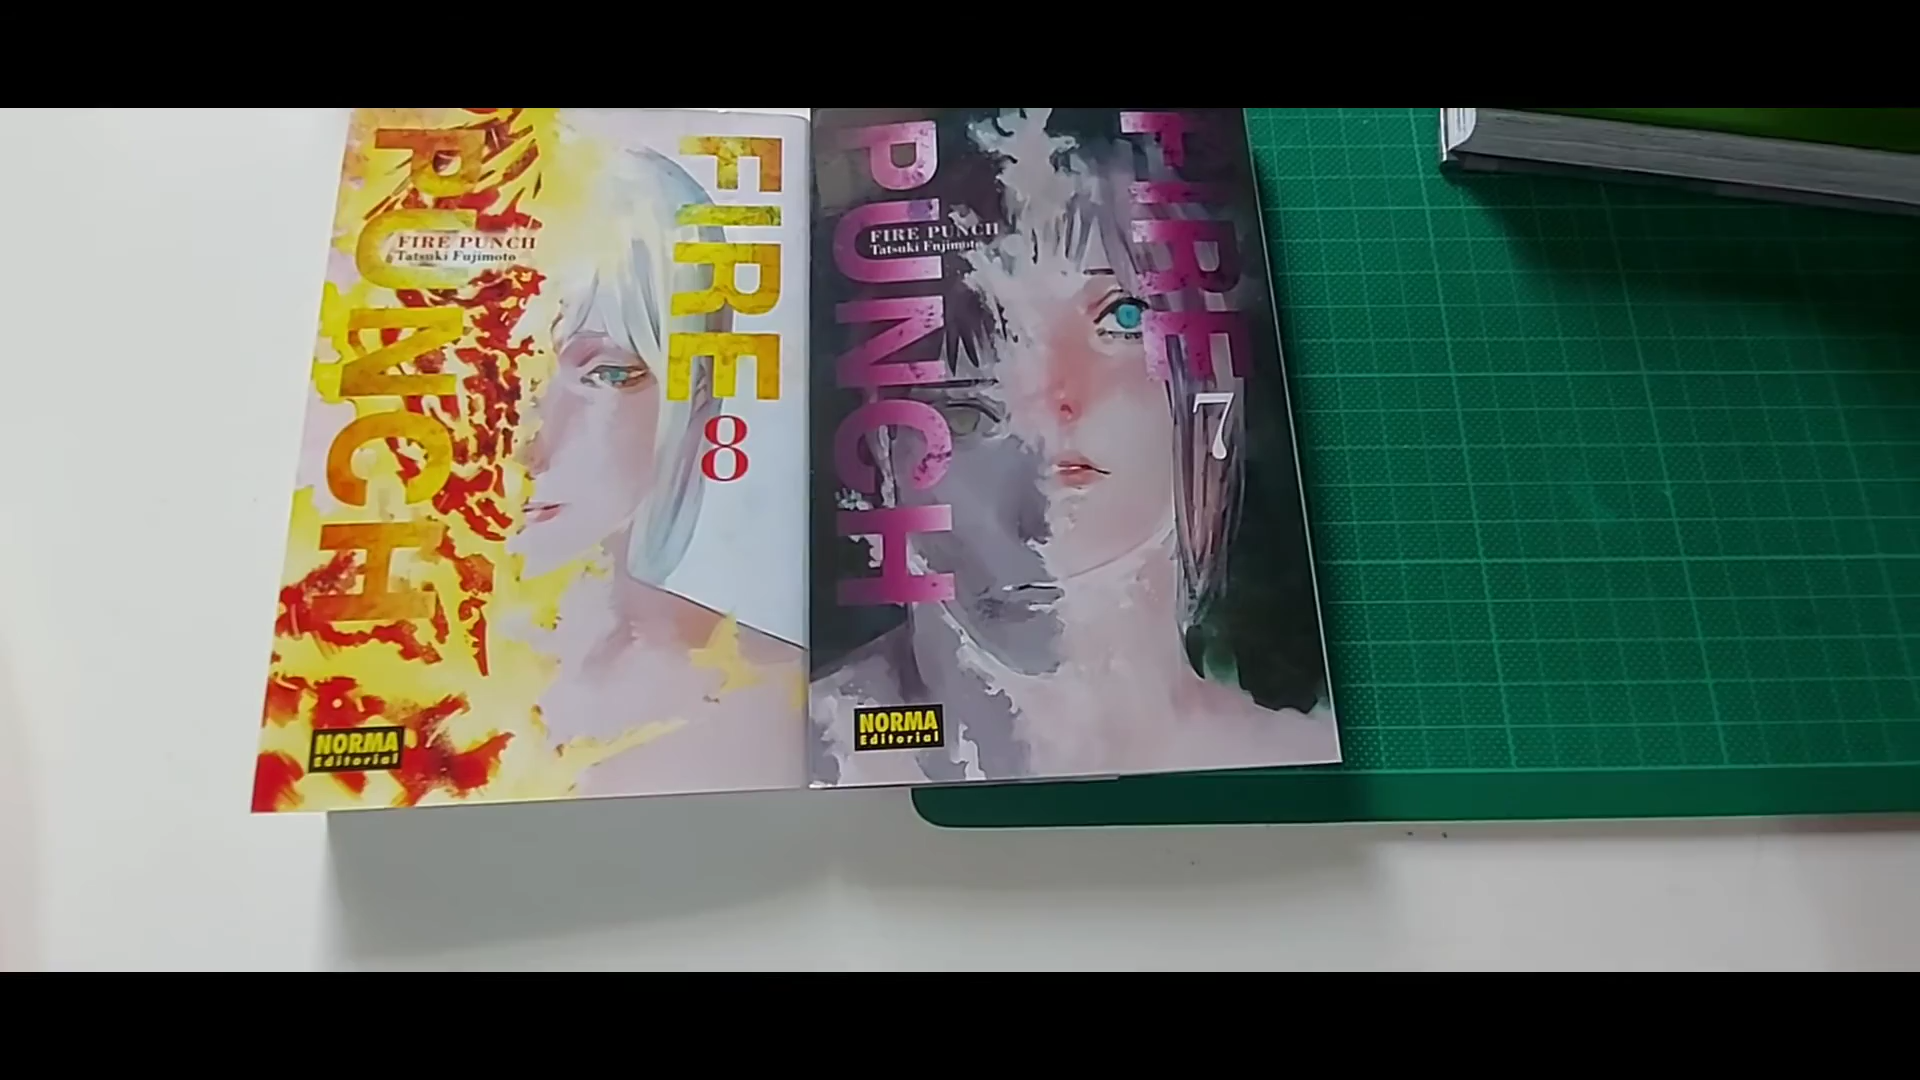 FIRE
PUNCH
FIRE PUNCH
Tatsuki Fujimoto
8
NORMA
Editorial
FIRE
PUNCH
FIRE PUNCH
Tatsuki Fujimoto
7
NORMA
Editorial